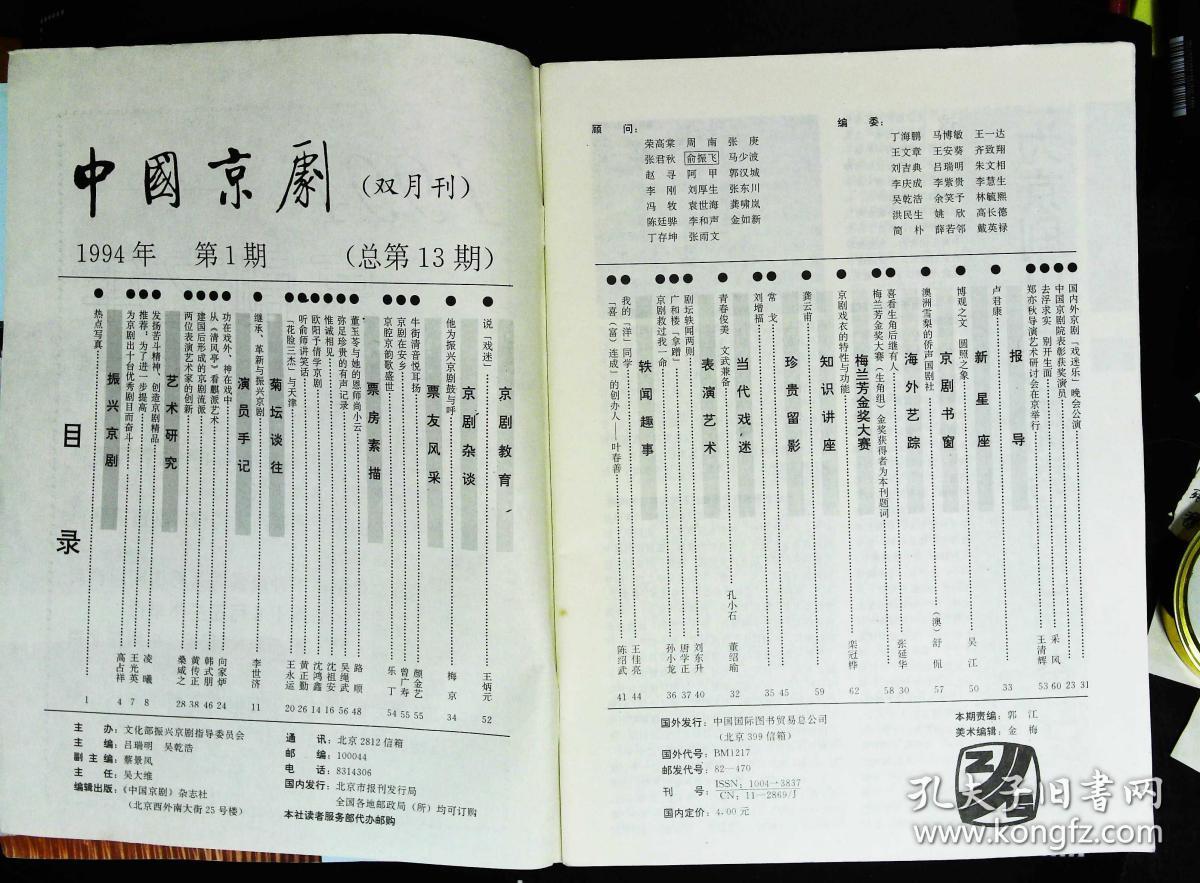 中國京劇（双月刊）
1994年 第1期 （总第13期）
目录
● 热点写真 1
振兴京剧
● 为京剧出十台优秀剧目而奋斗 高占祥 4
● 推荐：为了进一步提高 王光英 7
● 发扬苦斗精神、创造京剧精品 凌曦 8
艺术研究
● 两位表演艺术家的创新 桑咸之 28
● 建国后形成的京剧流派 黄传正 38
● 从《清风亭》看麒派艺术 韩式朋 46
● 功在戏外，神在戏中 向家炉 24
演员手记
● 继承、革新与振兴京剧 李世济 11
菊坛谈往
● “花脸三杰”与天津 王永运 20
● 听俞师讲笑话 黄正勤 26
● 欧阳予倩学京剧 沈鸿鑫 14
● 惟诚相见 沈祖安 16
● 弥足珍贵的有声记录 吴绳武 56
● 董玉苓与她的恩师尚小云 路顺 48
票房素描
● 京腔京韵歌盛世 乐丁 54
● 京剧在安乡 曾广寿 55
● 牛街清音悦耳扬 颜金艺 55
票友风采
● 他为振兴京剧鼓与呼 梅京 34
京剧杂谈
● 说“戏迷” 王炳元 52
京剧教育
主办：文化部振兴京剧指导委员会
主编：吕瑞明 吴乾浩
副主编：蔡景凤
主任：吴大维
编辑出版：《中国京剧》杂志社
（北京西外南大街25号楼）
通讯：北京2812信箱
邮编：100044
电话：8314306
国内发行：北京市报刊发行局
全国各地邮政局（所）均可订购
本社读者服务部代办邮购
顾问：
荣高棠 周南 张庚
张君秋 俞振飞 马少波
赵寻 阿甲 郭汉城
李刚 刘厚生 张东川
冯牧 袁世海 龚啸岚
陈廷骅 李和声 金如新
丁存坤 张雨文
编委：
丁海鹏 马博敏 王一达
王文章 王安葵 齐致翔
刘吉典 吕瑞明 朱文相
李庆成 李紫贵 李慧生
吴乾浩 余笑予 林毓熙
洪民生 姚欣 高长德
简朴 薛若邻 戴英禄
● “喜（富）连成”的创办人——叶春善 陈绍武 41
● 我的“洋”同学 王佳亮 44
轶闻趣事
● 京剧救过我一命 孙小龙 36
● 广和楼“拿蹭” 唐学正 37
● 剧坛轶闻两则 刘东升 40
表演艺术
● 青春俊美 文武兼备 孔小石 董绍瑜 32
当代戏迷
● 刘增福 35
● 常戈 45
珍贵留影
● 龚云甫 59
知识讲座
● 京剧戏衣的特性与功能 栾冠桦 62
梅兰芳金奖大赛
● 梅兰芳金奖大赛（生角组）金奖获得者为本刊题词 58
● 喜看生角后继有人 张延华 30
海外艺踪
● 澳洲雪梨的侨声国剧社 （澳）舒侃 57
京剧书窗
● 博观之文 圆照之象 吴江 50
新星座
● 卢君康 33
报导
● 郑亦秋导演艺术研讨会在京举行 王清辉 53
● 去浮求实 别开生面 采风 60
● 中国京剧院表彰获奖演员 23
● 国内外京剧「戏迷乐」晚会公演 31
国外发行：中国国际图书贸易总公司
（北京399信箱）
国外代号：BM1217
邮发代号：82—470
刊号：ISSN：1004—3837
CN：11—2869/J
国内定价：4.00元
本期责编：郭江
美术编辑：金梅
孔夫子旧书网
www.kongfz.com